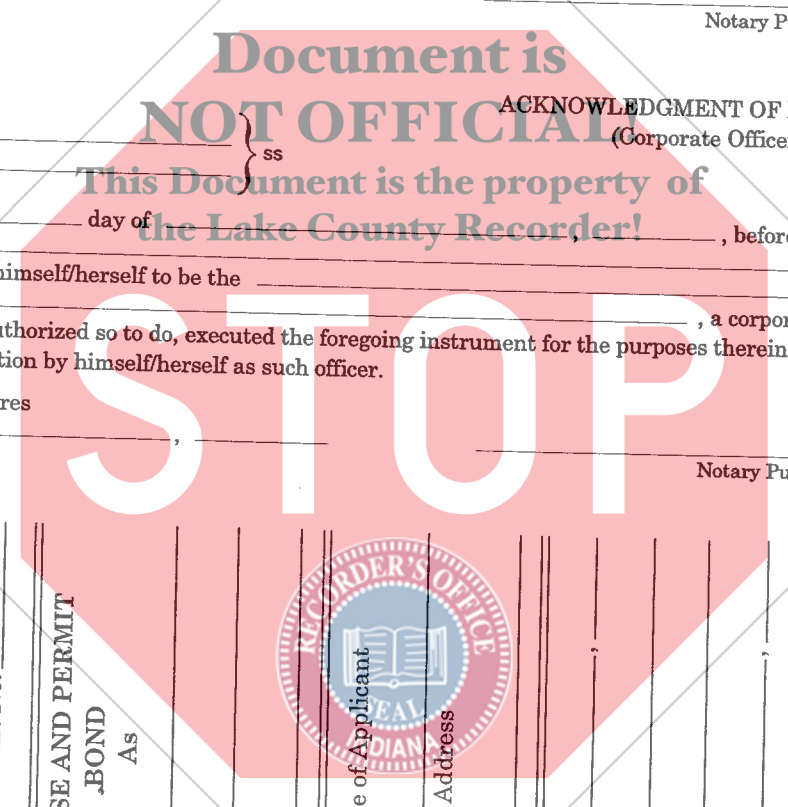 Notary P
Document is
NOT OFFICIAL!
ACKNOWLEDGMENT OF
(Corporate Officer
ss
This Document is the property of
the Lake County Recorder!
day of , , before
himself/herself to be the
, a corpor
uthorized so to do, executed the foregoing instrument for the purposes therein
tion by himself/herself as such officer.
res
,
STOP
Notary Pu
RECORDER'S OFFICE
SEAL
INDIANA
SE AND PERMIT
BOND
As
e of Applicant
Address
,
,